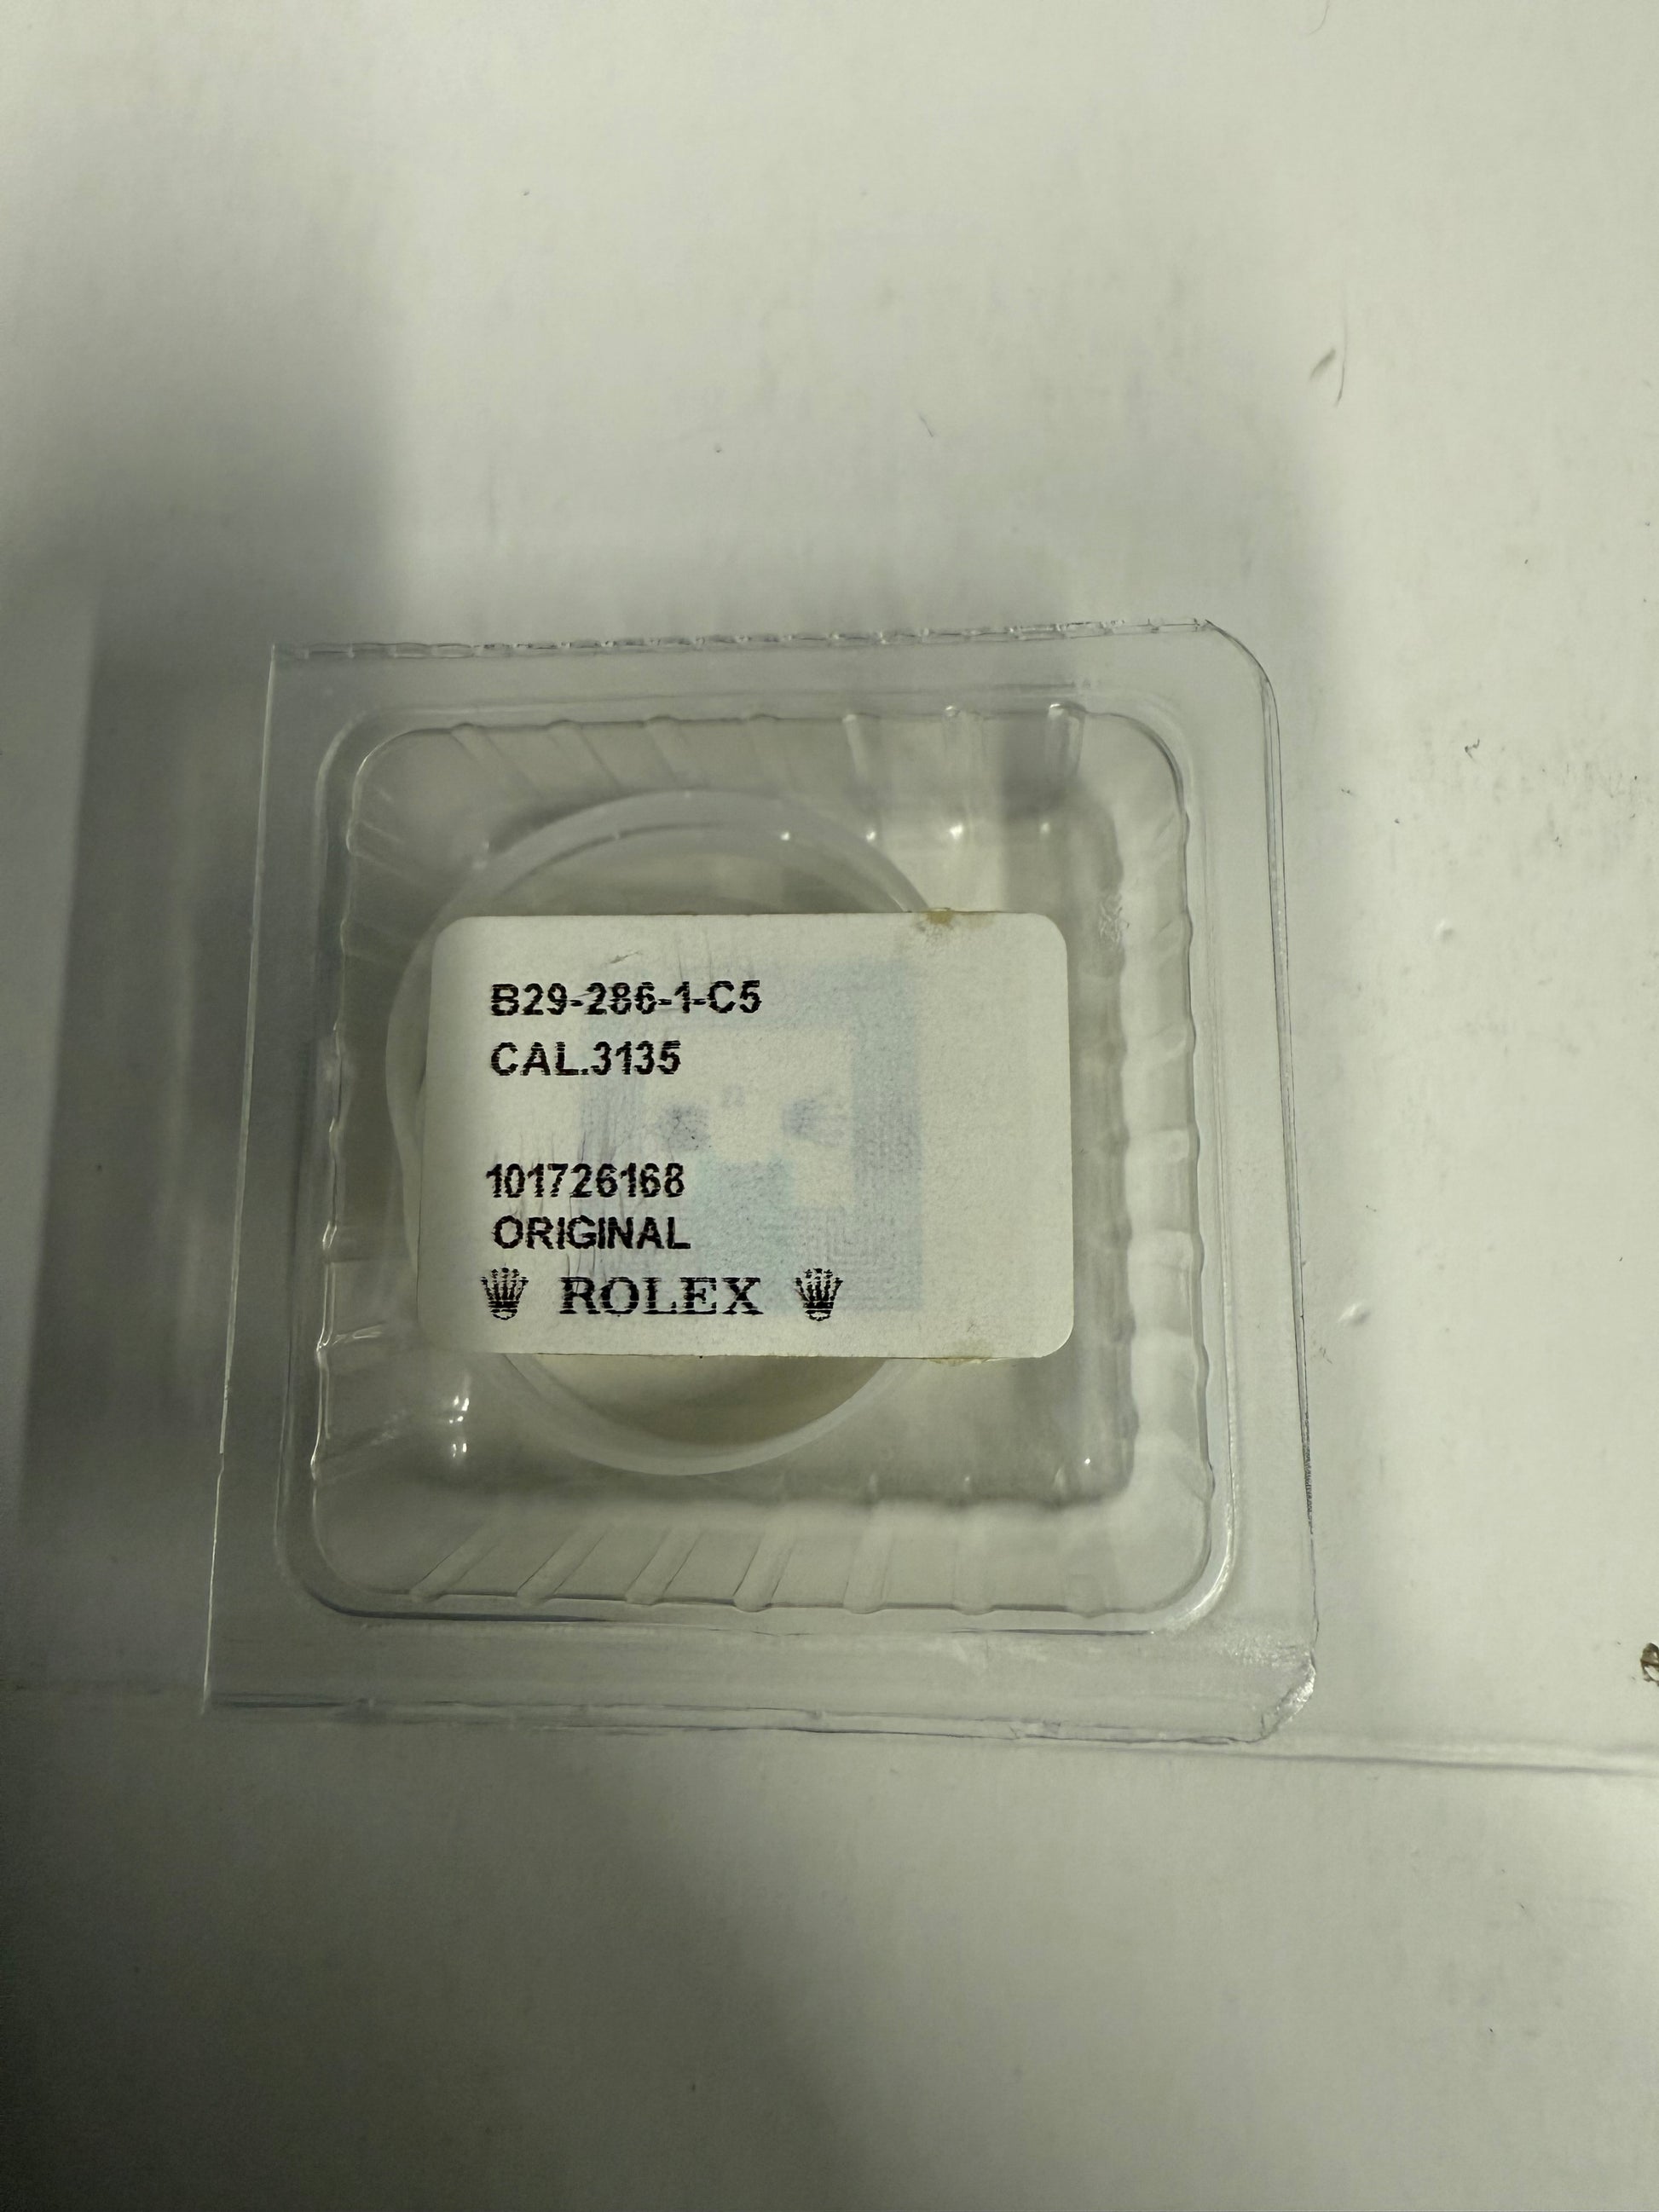 B29-286-1-C5
CAL.3135
101726168
ORIGINAL
ROLEX